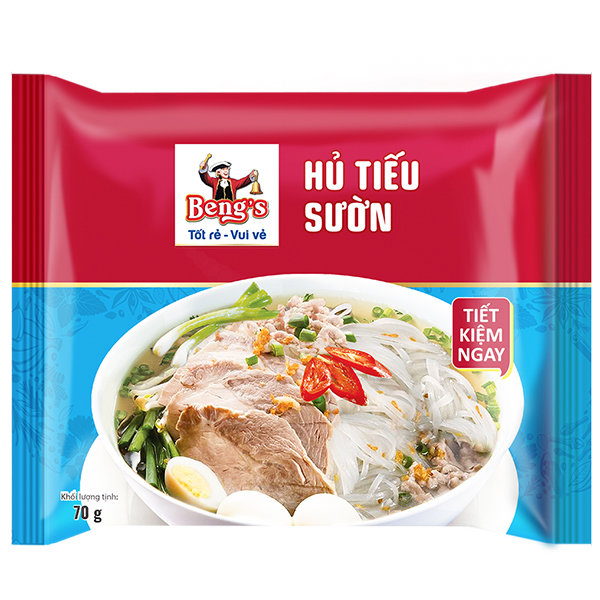 Beng's
Tốt rẻ - Vui vẻ
HỦ TIẾU
SƯỜN
TIẾT
KIỆM
NGAY
Khối lượng tịnh:
70 g